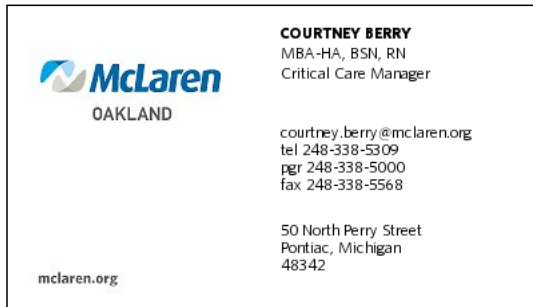 McLaren
OAKLAND
mclaren.org
COURTNEY BERRY
MBA-HA, BSN, RN
Critical Care Manager
courtney.berry@mclaren.org
tel 248-338-5309
pgr 248-338-5000
fax 248-338-5568
50 North Perry Street
Pontiac, Michigan
48342